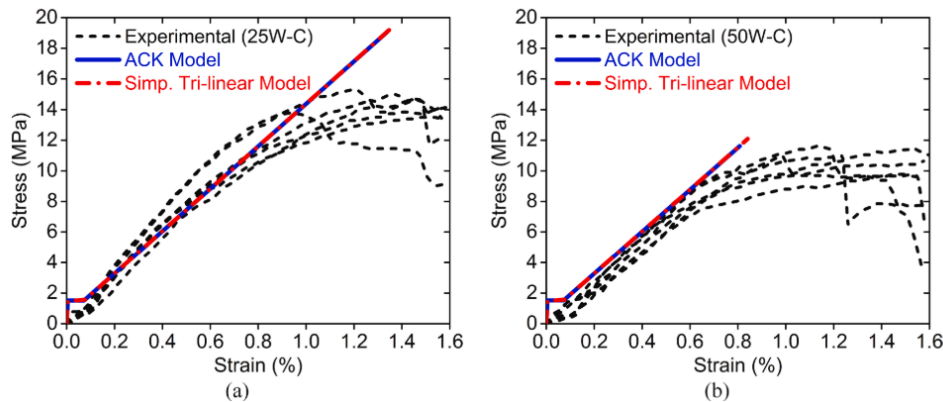 20
18
16
14
12
10
8
6
4
2
0
Stress (MPa)
Experimental (25W-C)
ACK Model
Simp. Tri-linear Model
0.0 0.2 0.4 0.6 0.8 1.0 1.2 1.4 1.6
Strain (%)
(a)
20
18
16
14
12
10
8
6
4
2
0
Stress (MPa)
Experimental (50W-C)
ACK Model
Simp. Tri-linear Model
0.0 0.2 0.4 0.6 0.8 1.0 1.2 1.4 1.6
Strain (%)
(b)